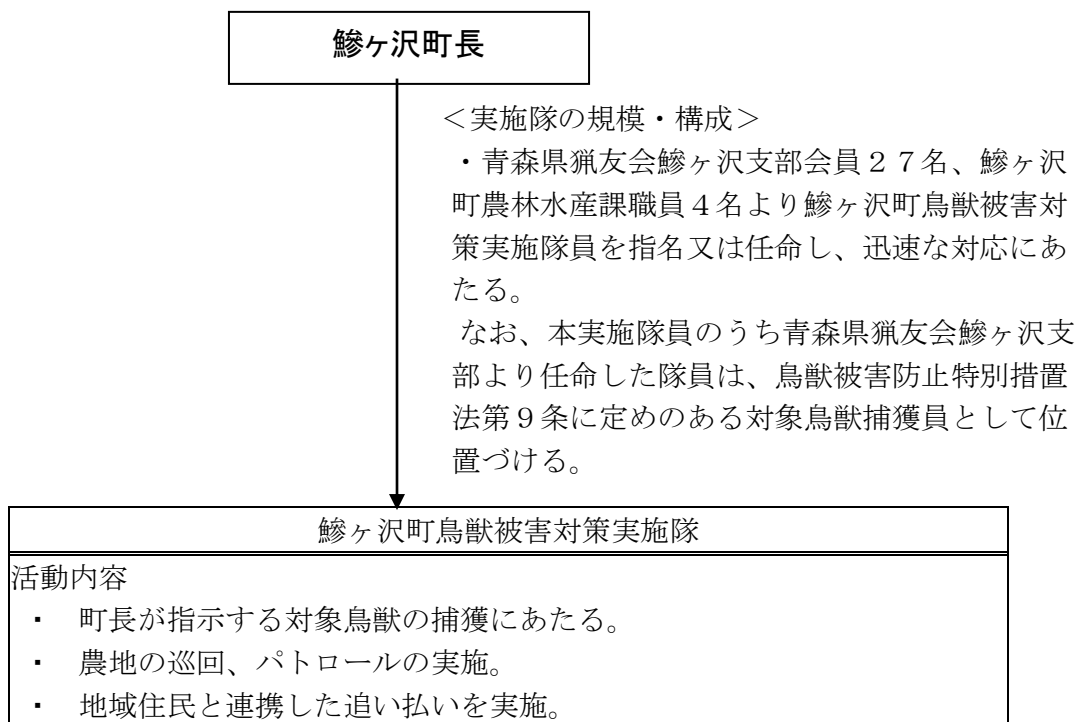 鰺ヶ沢町長
＜実施隊の規模・構成＞
・青森県猟友会鰺ヶ沢支部会員２７名、鰺ヶ沢
町農林水産課職員４名より鰺ヶ沢町鳥獣被害対
策実施隊員を指名又は任命し、迅速な対応にあ
たる。
なお、本実施隊員のうち青森県猟友会鰺ヶ沢支
部より任命した隊員は、鳥獣被害防止特別措置
法第９条に定めのある対象鳥獣捕獲員として位
置づける。
鰺ヶ沢町鳥獣被害対策実施隊
活動内容
・ 町長が指示する対象鳥獣の捕獲にあたる。
・ 農地の巡回、パトロールの実施。
・ 地域住民と連携した追い払いを実施。